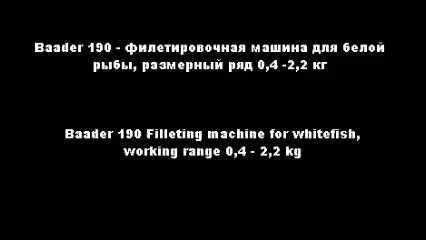 Baader 190 - филетировочная машина для белой
рыбы, размерный ряд 0,4 -2,2 кг
Baader 190 Filleting machine for whitefish,
working range 0,4 - 2,2 kg